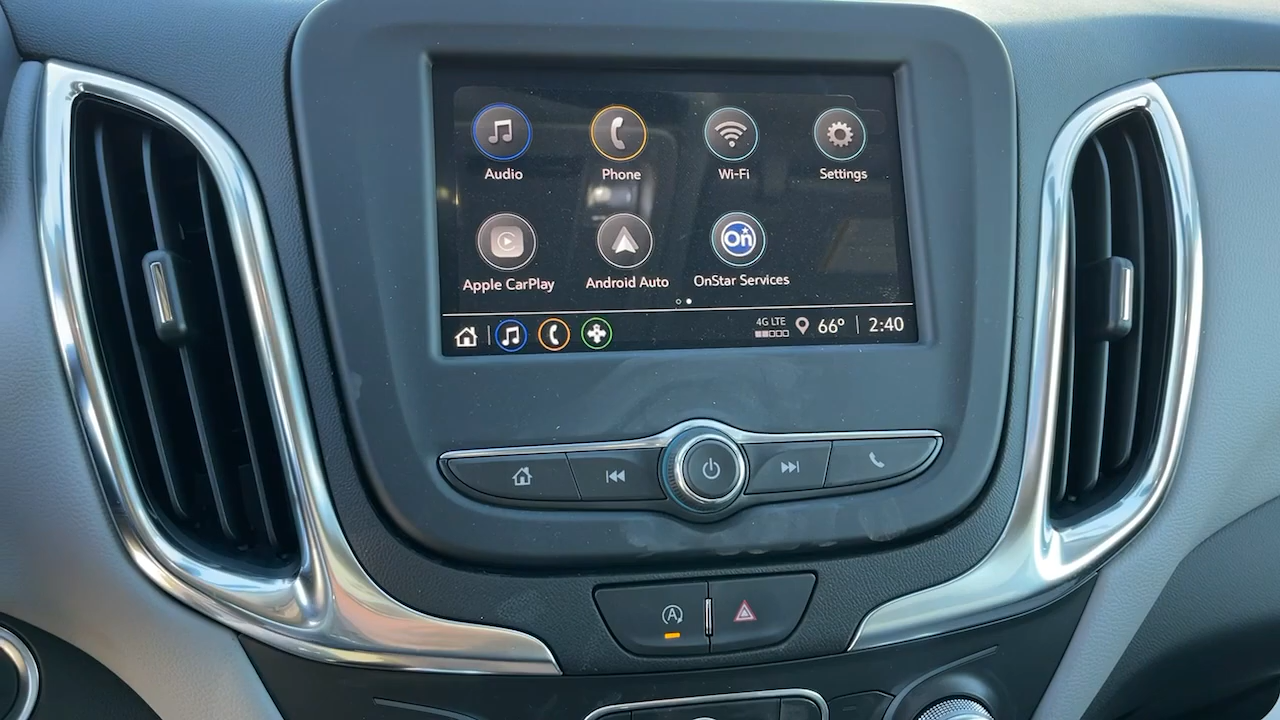 Audio
Phone
Wi-Fi
Settings
Apple CarPlay
Android Auto
On
OnStar Services
4G LTE
66°
2:40
A